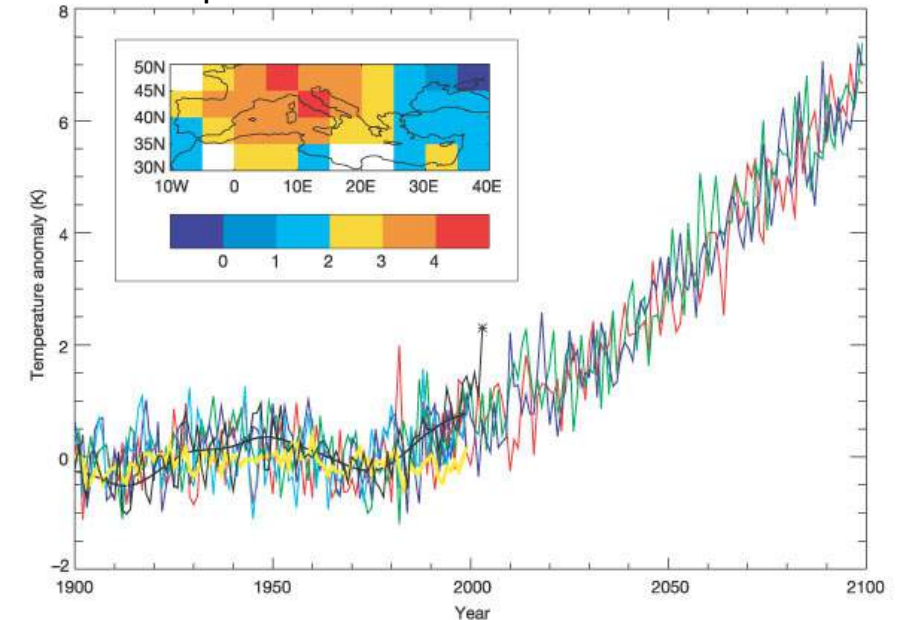 8
50N
45N
40N
35N
30N
10W 0 10E 20E 30E 40E
0 1 2 3 4
6
4
2
0
−2
Temperature anomaly (K)
1900 1950 2000 2050 2100
Year